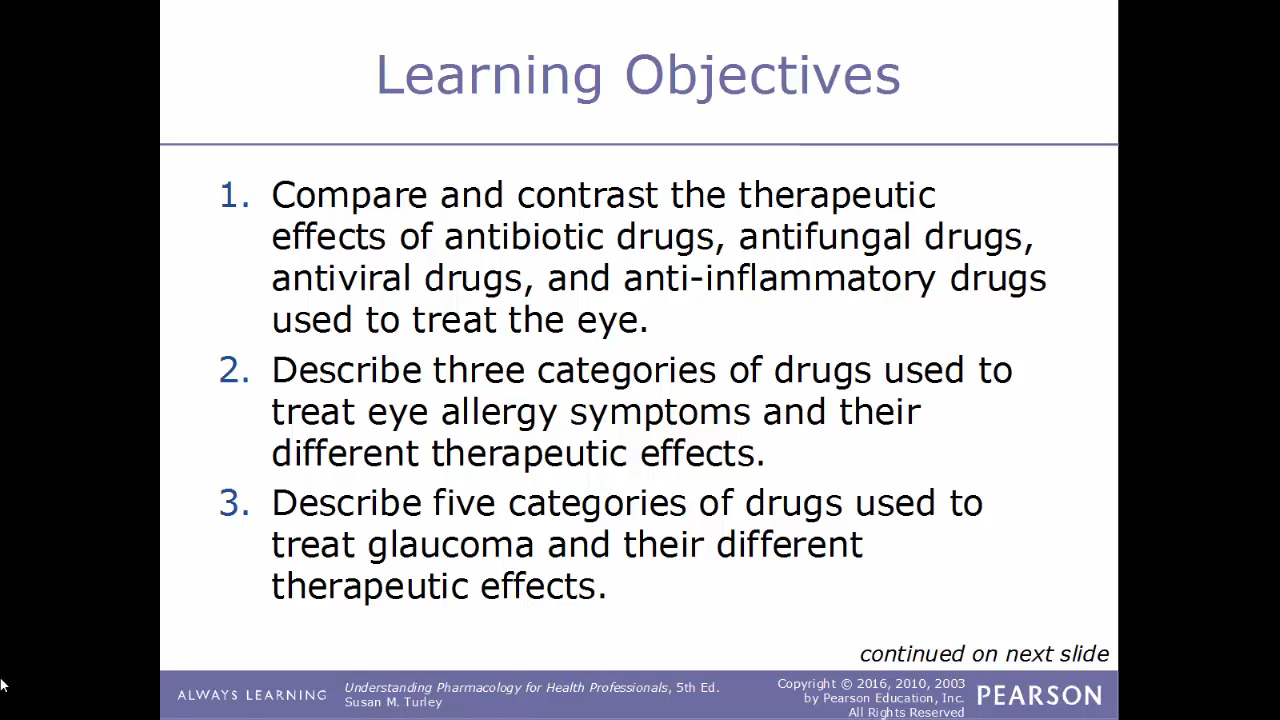 Learning Objectives
1. Compare and contrast the therapeutic
effects of antibiotic drugs, antifungal drugs,
antiviral drugs, and anti-inflammatory drugs
used to treat the eye.
2. Describe three categories of drugs used to
treat eye allergy symptoms and their
different therapeutic effects.
3. Describe five categories of drugs used to
treat glaucoma and their different
therapeutic effects.
continued on next slide
ALWAYS LEARNING
Understanding Pharmacology for Health Professionals, 5th Ed.
Susan M. Turley
Copyright © 2016, 2010, 2003
by Pearson Education, Inc.
All Rights Reserved
PEARSON